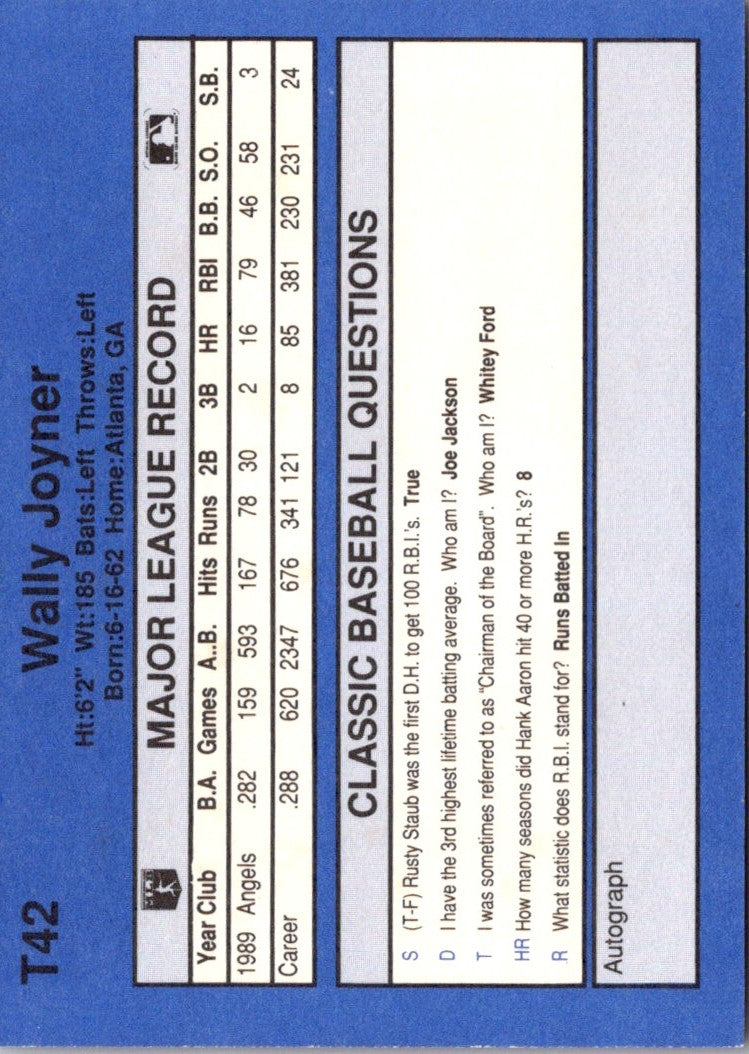 T42
Wally Joyner
Ht:6'2" Wt:185 Bats:Left Throws:Left
Born:6-16-62 Home:Atlanta, GA
MAJOR LEAGUE RECORD
Year Club B.A. Games A..B. Hits Runs 2B 3B HR RBI B.B. S.O. S.B.
1989 Angels .282 159 593 167 78 30 2 16 79 46 58 3
Career .288 620 2347 676 341 121 8 85 381 230 231 24
CLASSIC BASEBALL QUESTIONS
S (T-F) Rusty Staub was the first D.H. to get 100 R.B.I.'s. True
D I have the 3rd highest lifetime batting average. Who am I? Joe Jackson
T I was sometimes referred to as "Chairman of the Board". Who am I? Whitey Ford
HR How many seasons did Hank Aaron hit 40 or more H.R.'s? 8
R What statistic does R.B.I. stand for? Runs Batted In
Autograph